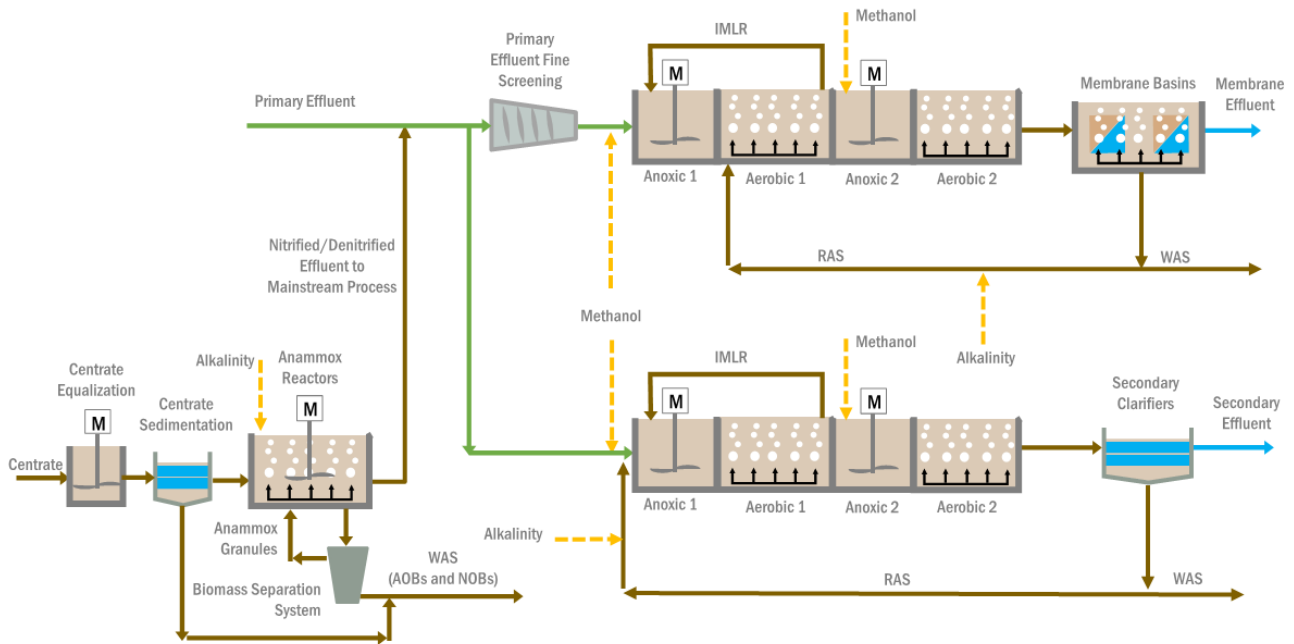 Primary
Effluent Fine
Screening
Primary Effluent
IMLR
Methanol
M
M
Membrane Basins
Membrane
Effluent
Anoxic 1
Aerobic 1
Anoxic 2
Aerobic 2
RAS
WAS
Nitrified/Denitrified
Effluent to
Mainstream Process
Methanol
Alkalinity
Methanol
IMLR
M
M
Secondary
Clarifiers
Secondary
Effluent
Anoxic 1
Aerobic 1
Anoxic 2
Aerobic 2
Alkalinity
RAS
WAS
Centrate
Equalization
M
Centrate
Sedimentation
Alkalinity
Anammox
Reactors
M
Centrate
Anammox
Granules
Biomass Separation
System
WAS
(AOBs and NOBs)